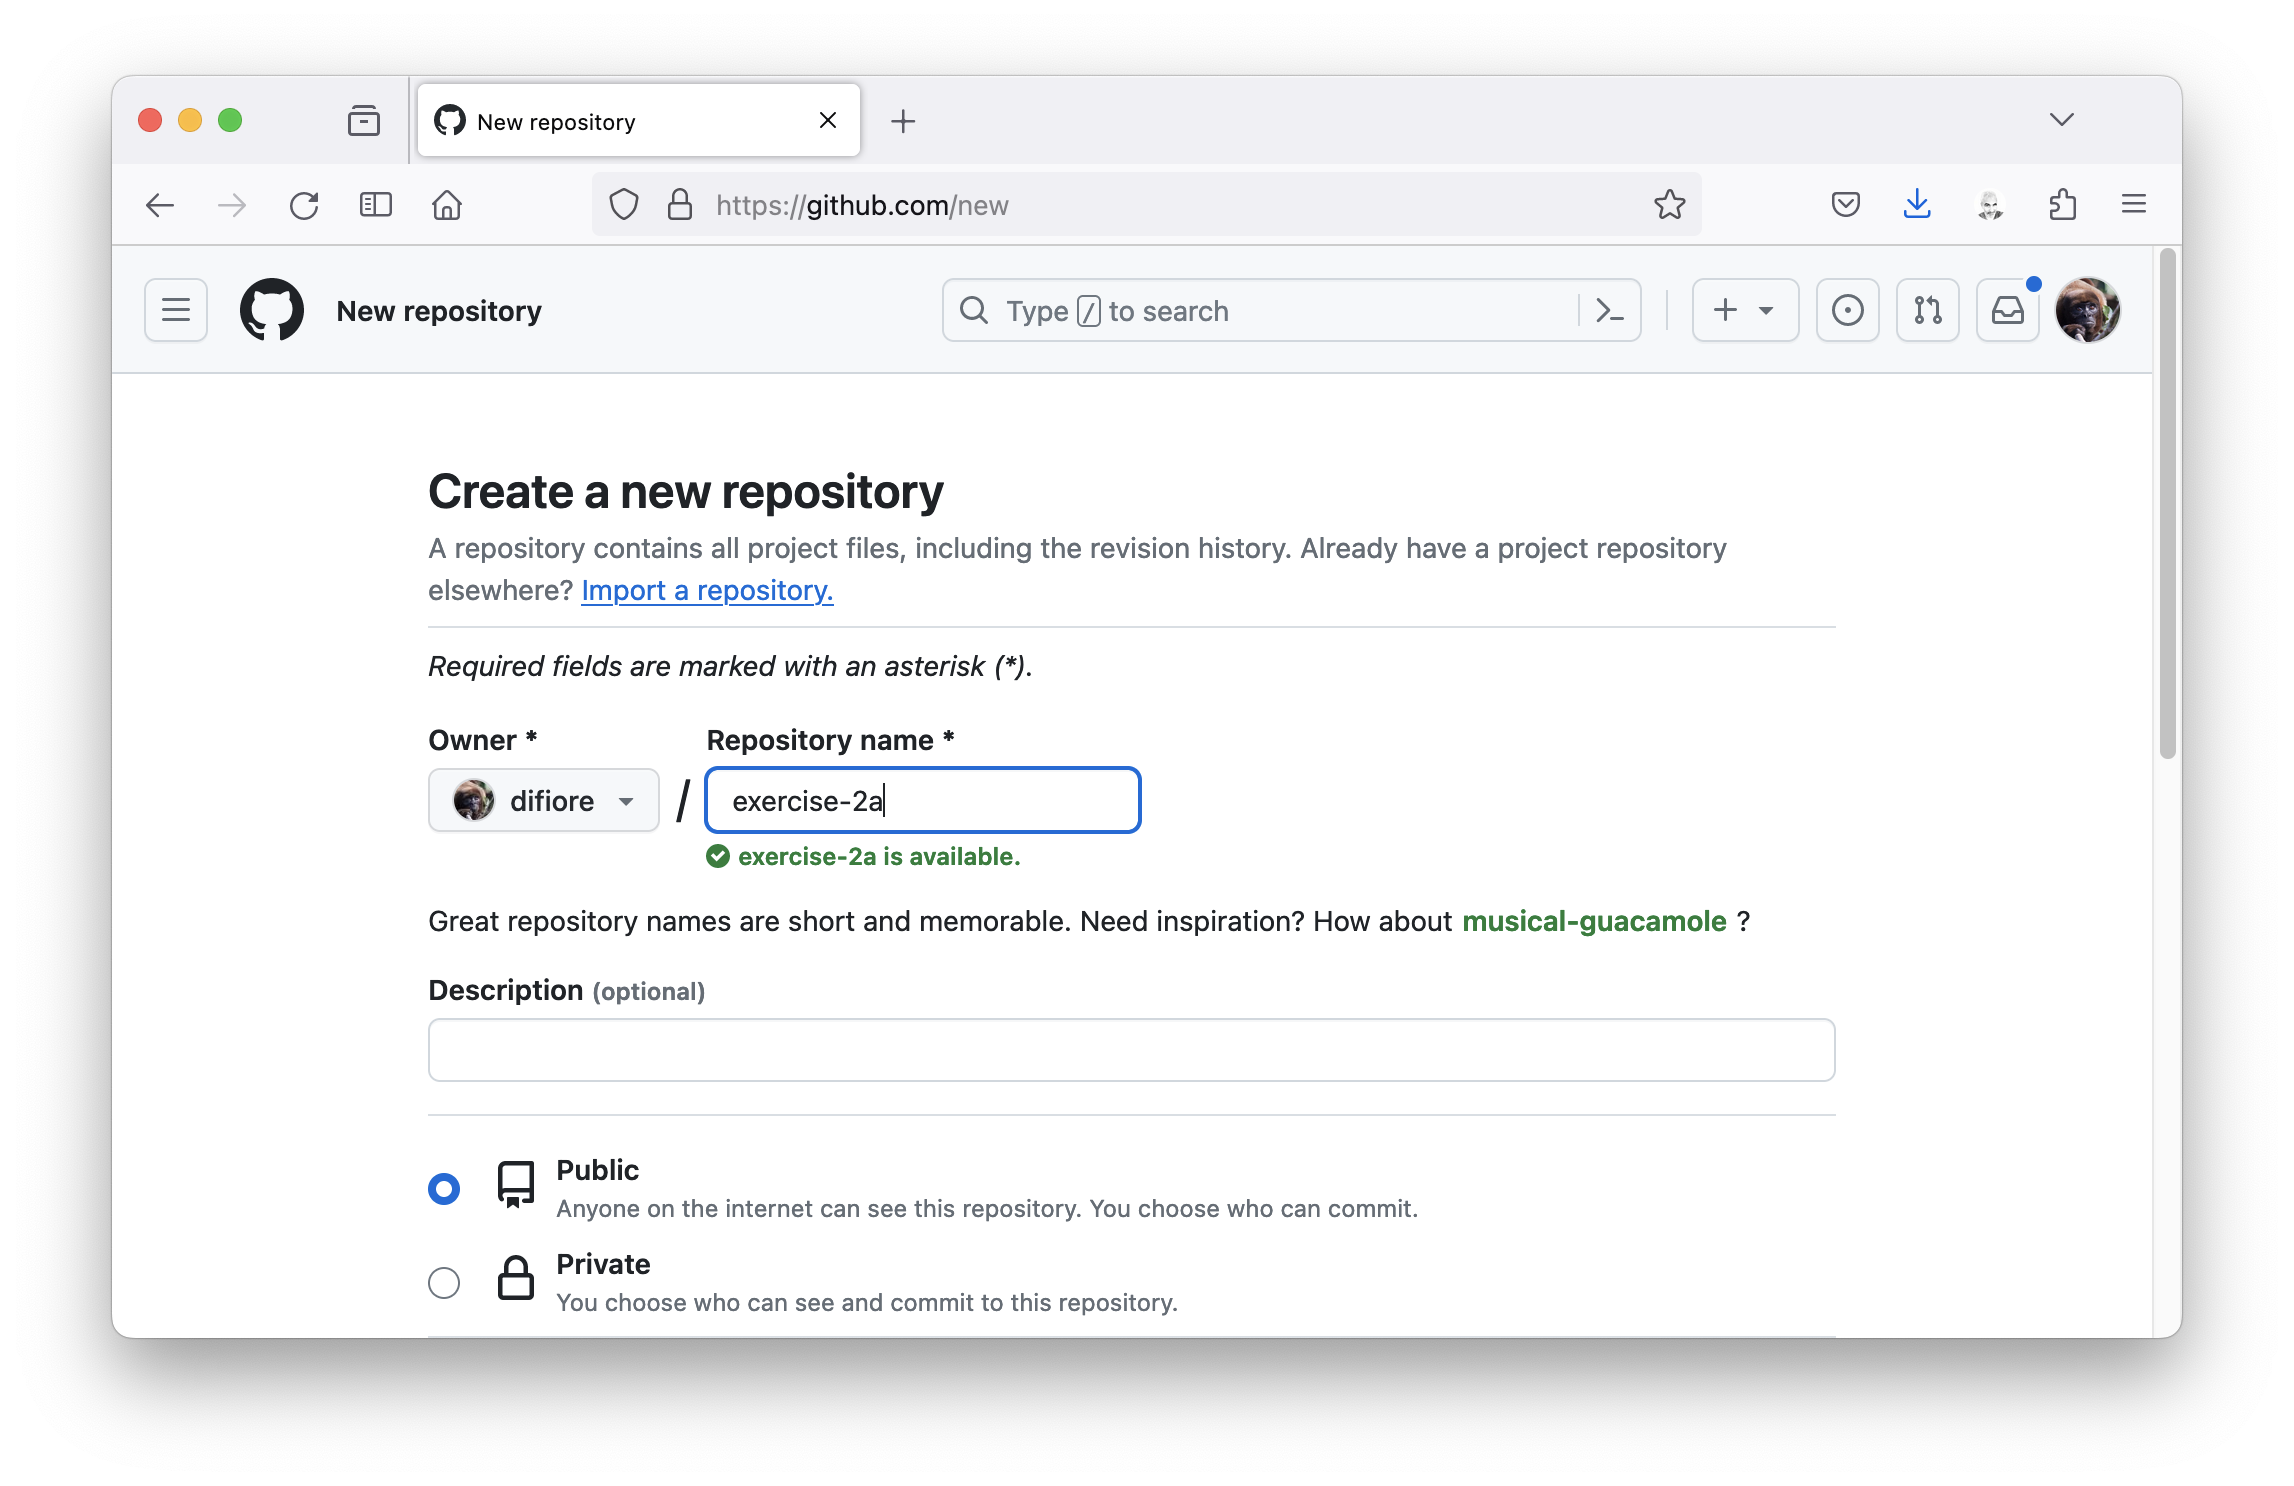 New repository
https://github.com/new
New repository
Type / to search
Create a new repository
A repository contains all project files, including the revision history. Already have a project repository
elsewhere? Import a repository.
Required fields are marked with an asterisk (*).
Owner * Repository name *
difiore / exercise-2a
exercise-2a is available.
Great repository names are short and memorable. Need inspiration? How about musical-guacamole ?
Description (optional)
Public
Anyone on the internet can see this repository. You choose who can commit.
Private
You choose who can see and commit to this repository.